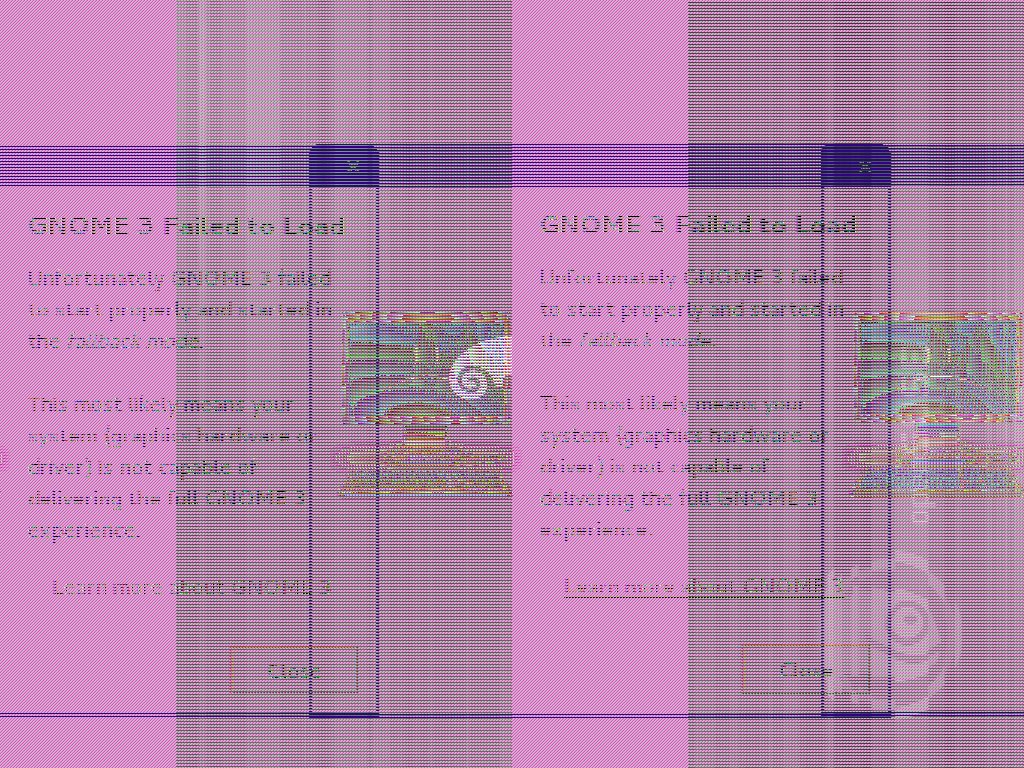 GNOME 3 Failed to Load
Unfortunately GNOME 3 failed
to start properly and started in
the fallback mode.
This most likely means your
system (graphics hardware or
driver) is not capable of
delivering the full GNOME 3
experience.
Learn more about GNOME 3
Close
GNOME 3 Failed to Load
Unfortunately GNOME 3 failed
to start properly and started in
the fallback mode.
This most likely means your
system (graphics hardware or
driver) is not capable of
delivering the full GNOME 3
experience.
Learn more about GNOME 3
Close